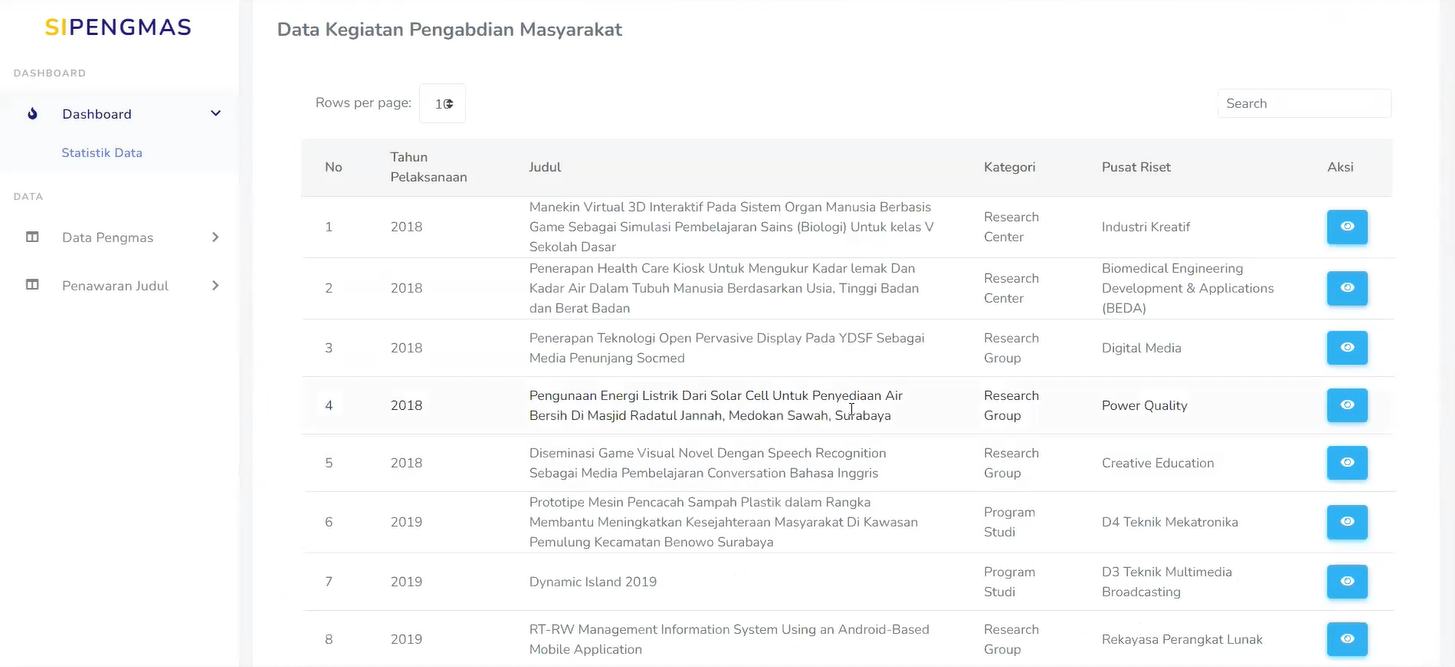 SIPENGMAS
DASHBOARD
Dashboard
Statistik Data
DATA
Data Pengmas
Penawaran Judul
Data Kegiatan Pengabdian Masyarakat
Rows per page: 10
Search
No
Tahun
Pelaksanaan
Judul
Kategori
Pusat Riset
Aksi
1
2018
Manekin Virtual 3D Interaktif Pada Sistem Organ Manusia Berbasis
Game Sebagai Simulasi Pembelajaran Sains (Biologi) Untuk kelas V
Sekolah Dasar
Research
Center
Industri Kreatif
2
2018
Penerapan Health Care Kiosk Untuk Mengukur Kadar lemak Dan
Kadar Air Dalam Tubuh Manusia Berdasarkan Usia, Tinggi Badan
dan Berat Badan
Research
Center
Biomedical Engineering
Development & Applications
(BEDA)
3
2018
Penerapan Teknologi Open Pervasive Display Pada YDSF Sebagai
Media Penunjang Socmed
Research
Group
Digital Media
4
2018
Pengunaan Energi Listrik Dari Solar Cell Untuk Penyediaan Air
Bersih Di Masjid Radatul Jannah, Medokan Sawah, Surabaya
Research
Group
Power Quality
5
2018
Diseminasi Game Visual Novel Dengan Speech Recognition
Sebagai Media Pembelajaran Conversation Bahasa Inggris
Research
Group
Creative Education
6
2019
Prototipe Mesin Pencacah Sampah Plastik dalam Rangka
Membantu Meningkatkan Kesejahteraan Masyarakat Di Kawasan
Pemulung Kecamatan Benowo Surabaya
Program
Studi
D4 Teknik Mekatronika
7
2019
Dynamic Island 2019
Program
Studi
D3 Teknik Multimedia
Broadcasting
8
2019
RT-RW Management Information System Using an Android-Based
Mobile Application
Research
Group
Rekayasa Perangkat Lunak